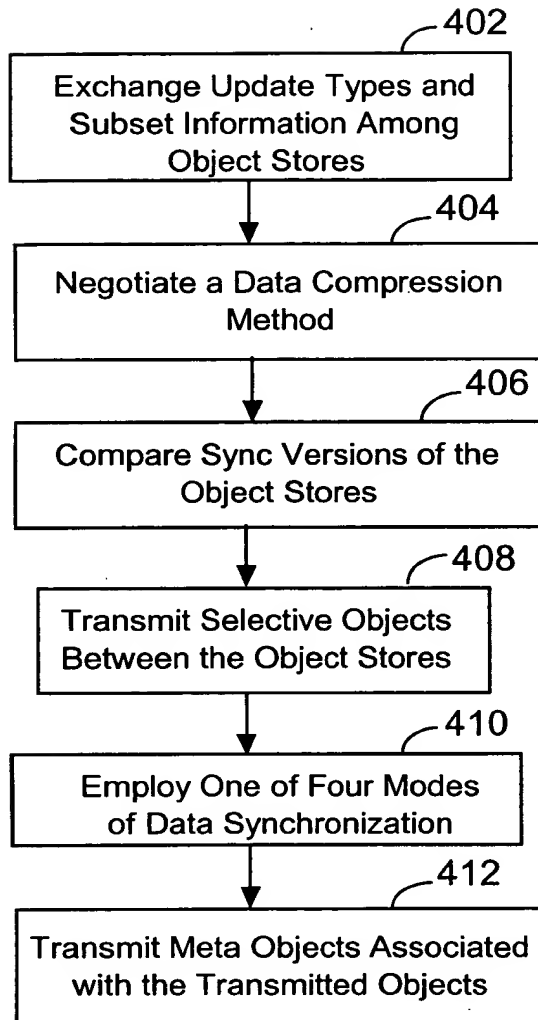 402
Exchange Update Types and
Subset Information Among
Object Stores
404
Negotiate a Data Compression
Method
406
Compare Sync Versions of the
Object Stores
408
Transmit Selective Objects
Between the Object Stores
410
Employ One of Four Modes
of Data Synchronization
412
Transmit Meta Objects Associated
with the Transmitted Objects